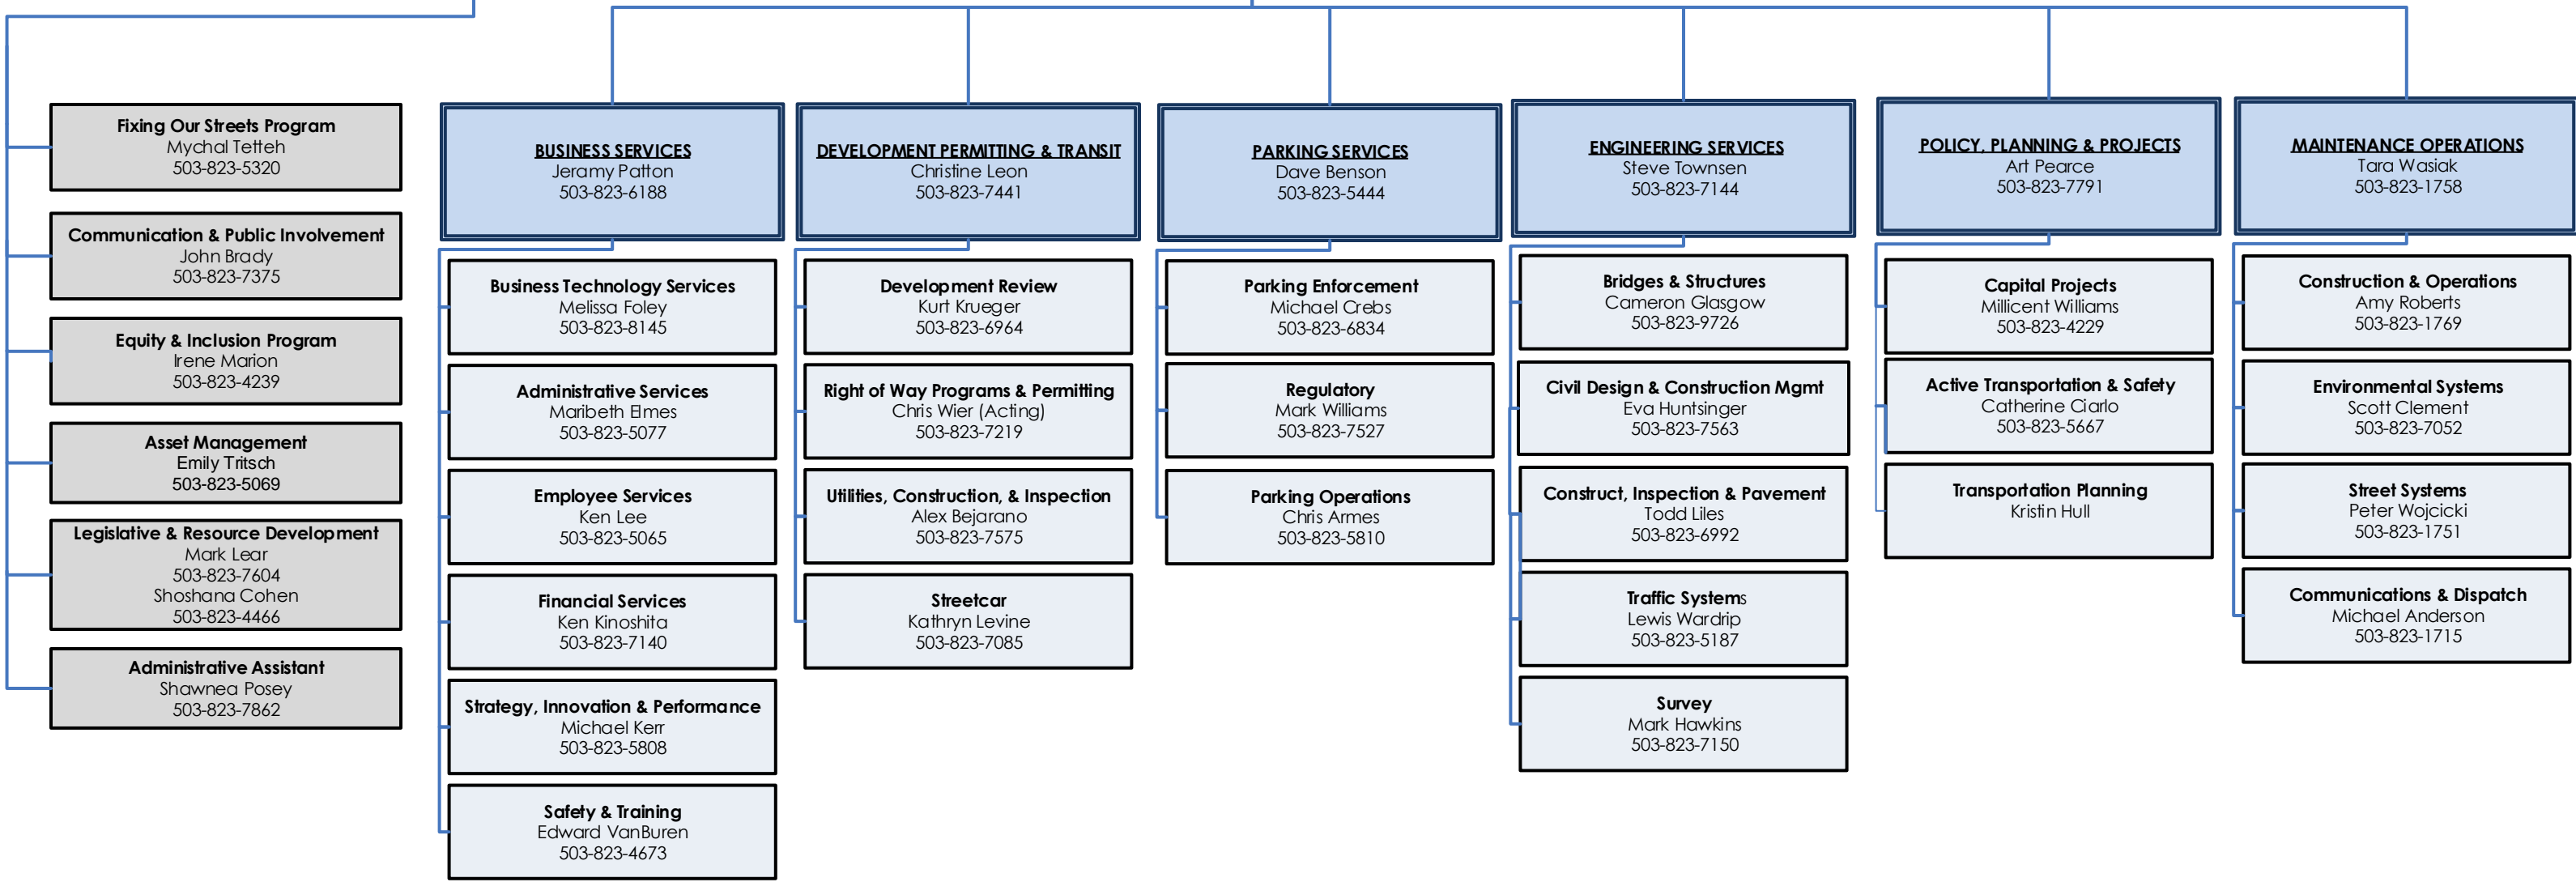 Fixing Our Streets Program
Mychal Tetteh
503-823-5320
Communication & Public Involvement
John Brady
503-823-7375
Equity & Inclusion Program
Irene Marion
503-823-4239
Asset Management
Emily Tritsch
503-823-5069
Legislative & Resource Development
Mark Lear
503-823-7604
Shoshana Cohen
503-823-4466
Administrative Assistant
Shawnea Posey
503-823-7862
BUSINESS SERVICES
Jeramy Patton
503-823-6188
Business Technology Services
Melissa Foley
503-823-8145
Administrative Services
Maribeth Elmes
503-823-5077
Employee Services
Ken Lee
503-823-5065
Financial Services
Ken Kinoshita
503-823-7140
Strategy, Innovation & Performance
Michael Kerr
503-823-5808
Safety & Training
Edward VanBuren
503-823-4673
DEVELOPMENT PERMITTING & TRANSIT
Christine Leon
503-823-7441
Development Review
Kurt Krueger
503-823-6964
Right of Way Programs & Permitting
Chris Wier (Acting)
503-823-7219
Utilities, Construction, & Inspection
Alex Bejarano
503-823-7575
Streetcar
Kathryn Levine
503-823-7085
PARKING SERVICES
Dave Benson
503-823-5444
Parking Enforcement
Michael Crebs
503-823-6834
Regulatory
Mark Williams
503-823-7527
Parking Operations
Chris Armes
503-823-5810
ENGINEERING SERVICES
Steve Townsen
503-823-7144
Bridges & Structures
Cameron Glasgow
503-823-9726
Civil Design & Construction Mgmt
Eva Huntsinger
503-823-7563
Construct, Inspection & Pavement
Todd Liles
503-823-6992
Traffic Systems
Lewis Wardrip
503-823-5187
Survey
Mark Hawkins
503-823-7150
POLICY, PLANNING & PROJECTS
Art Pearce
503-823-7791
Capital Projects
Millicent Williams
503-823-4229
Active Transportation & Safety
Catherine Ciarlo
503-823-5667
Transportation Planning
Kristin Hull
MAINTENANCE OPERATIONS
Tara Wasiak
503-823-1758
Construction & Operations
Amy Roberts
503-823-1769
Environmental Systems
Scott Clement
503-823-7052
Street Systems
Peter Wojcicki
503-823-1751
Communications & Dispatch
Michael Anderson
503-823-1715